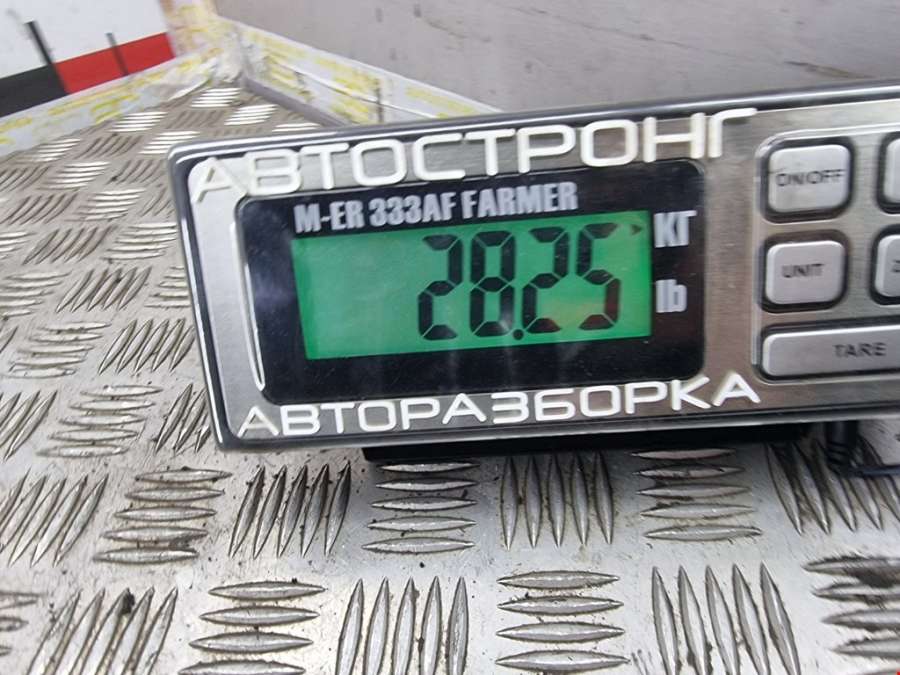 АВТОСТРОНГ
M-ER 333AF FARMER
28.25
КГ
lb
АВТОРАЗБОРКА
ON/OFF
UNIT
TARE